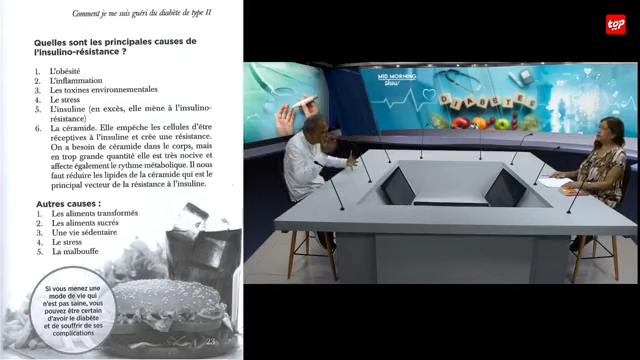 Comment je me suis guéri du diabète de type II
Quelles sont les principales causes de
l'insulino-résistance ?
1. L'obésité
2. L'inflammation
3. Les toxines environnementales
4. Le stress
5. L'insuline (en excès, elle mène à l'insulino-
résistance)
6. La céramide. Elle empêche les cellules d'être
réceptives à l'insuline et crée une résistance.
On a besoin de céramide dans le corps, mais
en trop grande quantité elle est très nocive et
affecte également le rythme métabolique. Il nous
faut réduire les lipides de la céramide qui est le
principal vecteur de la résistance à l'insuline.
Autres causes :
1. Les aliments transformés
2. Les aliments sucrés
3. Une vie sédentaire
4. Le stress
5. La malbouffe
Si vous menez une
mode de vie qui
n'est pas saine, vous
pouvez être certain
d'avoir le diabète
et de souffrir de ses
complications
23
MID MORNING
Show
DIABETES
top